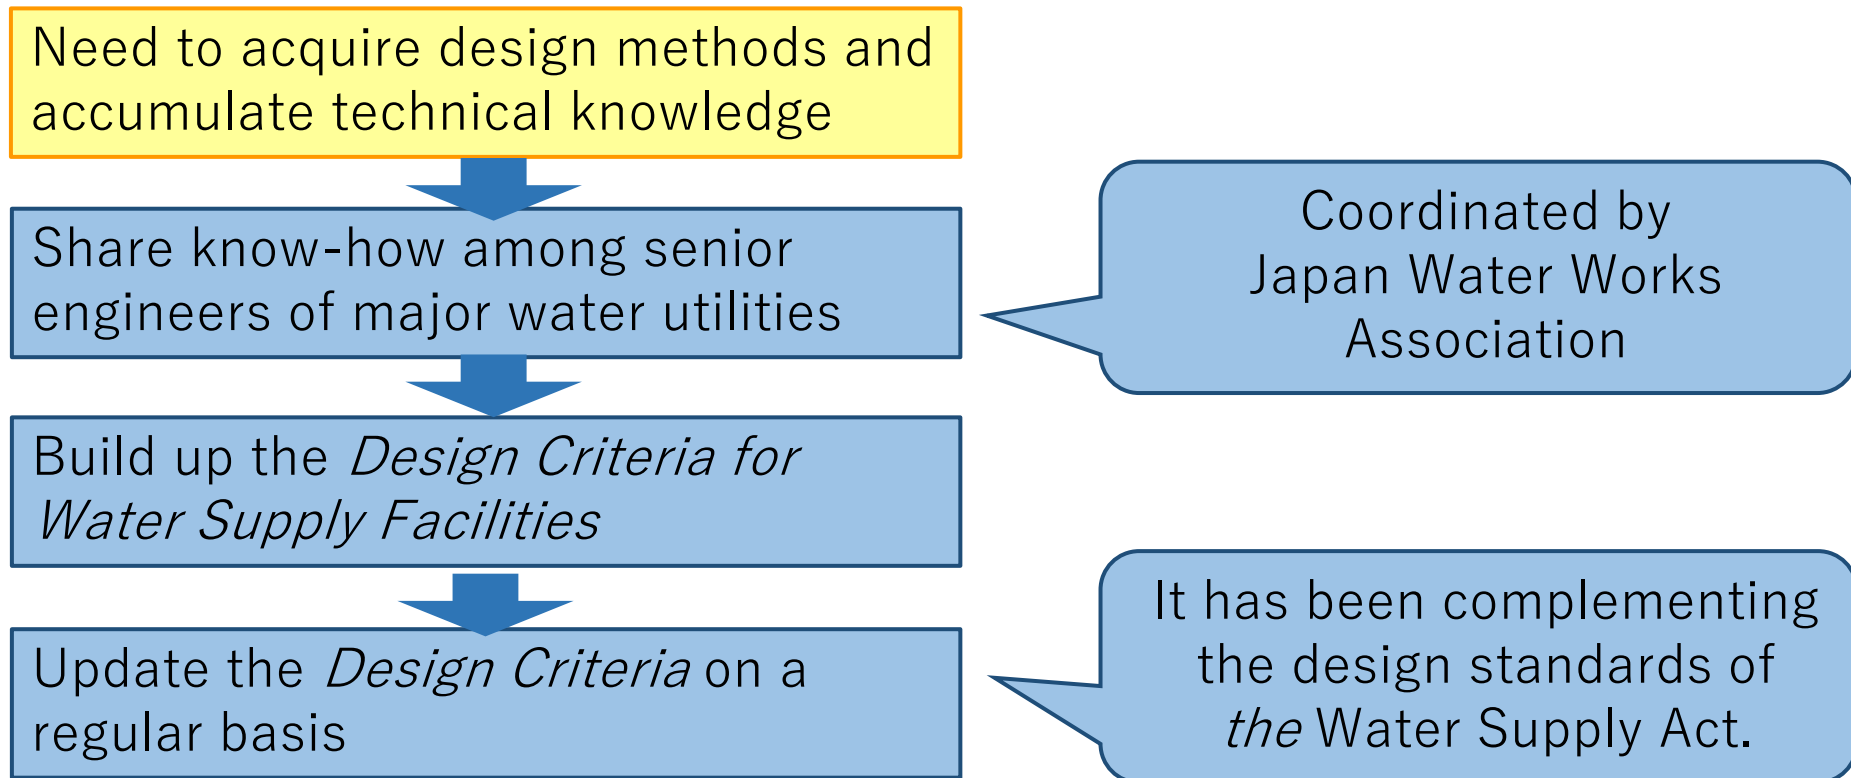 Need to acquire design methods and
accumulate technical knowledge
Share know-how among senior
engineers of major water utilities
Coordinated by
Japan Water Works
Association
Build up the Design Criteria for
Water Supply Facilities
Update the Design Criteria on a
regular basis
It has been complementing
the design standards of
the Water Supply Act.